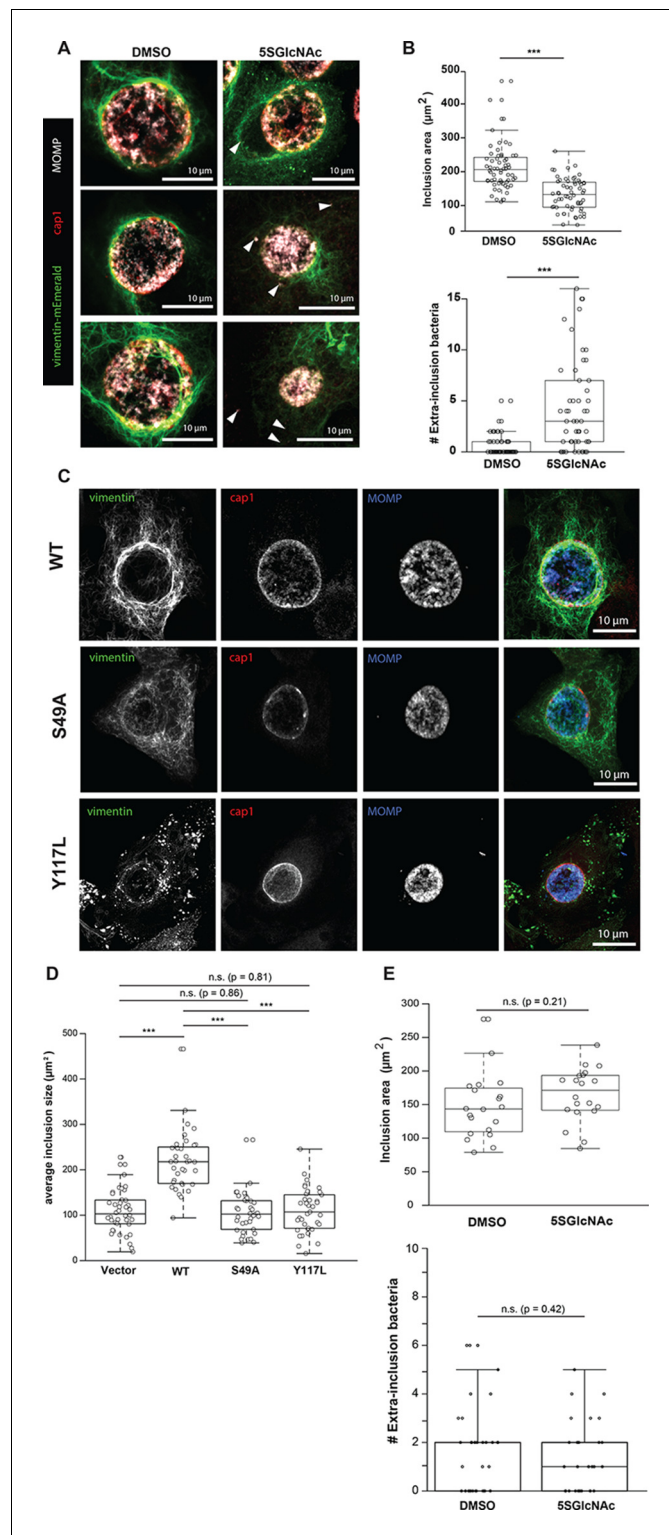 A
DMSO
5SGlcNAc
vimentin-mEmerald cap1 MOMP
10 µm
10 µm
10 µm
10 µm
10 µm
10 µm
B
***
Inclusion area (µm²)
500
400
300
200
100
0
DMSO
5SGlcNAc
***
# Extra-inclusion bacteria
15
10
5
0
DMSO
5SGlcNAc
C
WT
vimentin
cap1
MOMP
10 µm
S49A
vimentin
cap1
MOMP
10 µm
Y117L
vimentin
cap1
MOMP
10 µm
D
n.s. (p = 0.81)
n.s. (p = 0.86)
***
***
***
average inclusion size (µm²)
500
400
300
200
100
0
Vector
WT
S49A
Y117L
E
n.s. (p = 0.21)
Inclusion area (µm²)
300
250
200
150
100
50
0
DMSO
5SGlcNAc
n.s. (p = 0.42)
# Extra-inclusion bacteria
10
8
6
4
2
0
DMSO
5SGlcNAc